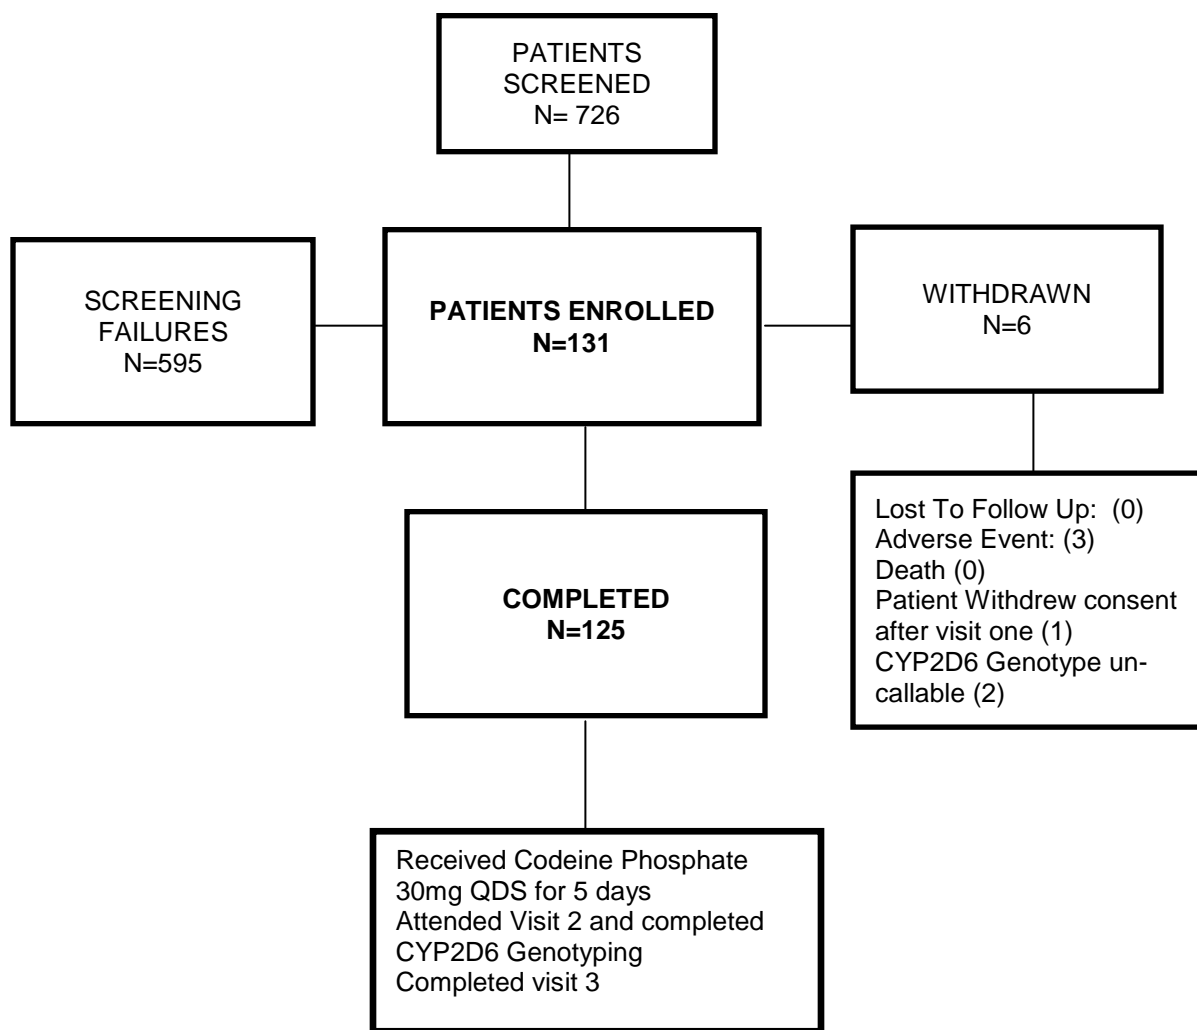 PATIENTS
SCREENED
N= 726
SCREENING
FAILURES
N=595
PATIENTS ENROLLED
N=131
WITHDRAWN
N=6
Lost To Follow Up:  (0)
Adverse Event: (3)
Death (0)
Patient Withdrew consent
after visit one (1)
CYP2D6 Genotype un-
callable (2)
COMPLETED
N=125
Received Codeine Phosphate
30mg QDS for 5 days
Attended Visit 2 and completed
CYP2D6 Genotyping
Completed visit 3